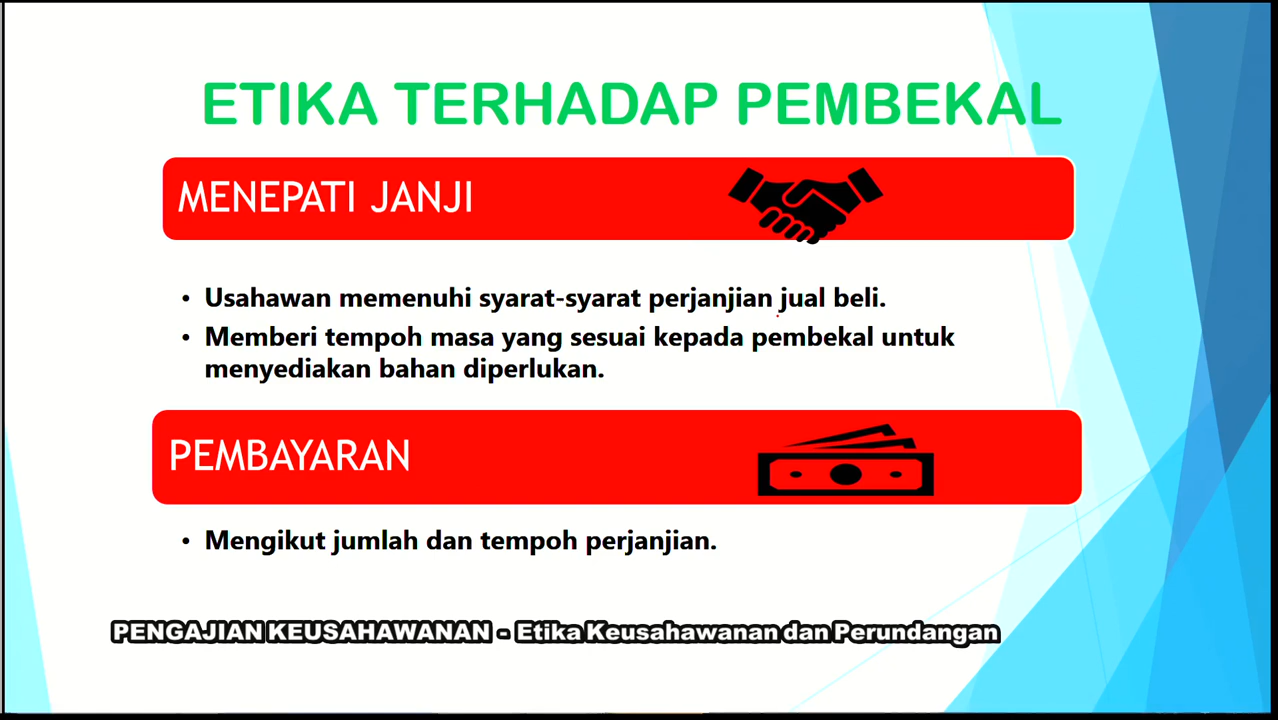 ETIKA TERHADAP PEMBEKAL
MENEPATI JANJI
• Usahawan memenuhi syarat-syarat perjanjian jual beli.
• Memberi tempoh masa yang sesuai kepada pembekal untuk
menyediakan bahan diperlukan.
PEMBAYARAN
• Mengikut jumlah dan tempoh perjanjian.
PENGAJIAN KEUSAHAWANAN - Etika Keusahawanan dan Perundangan